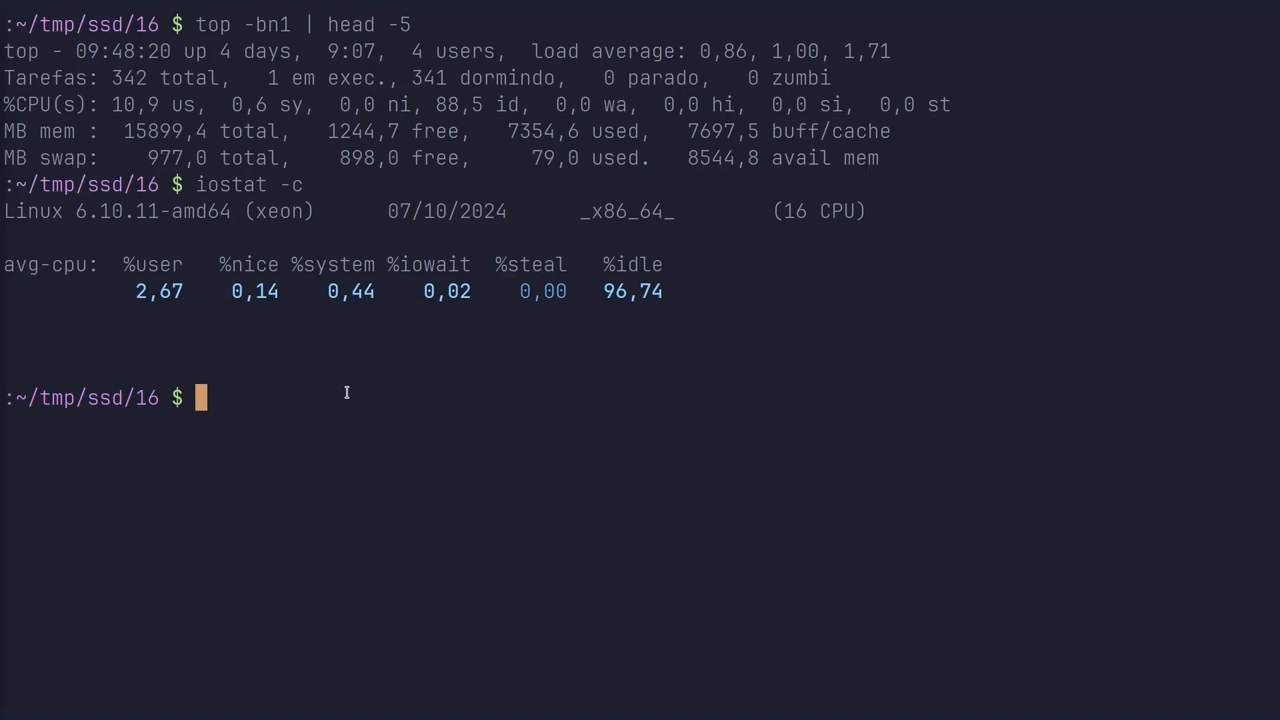 :~/tmp/ssd/16 $ top -bn1 | head -5
top - 09:48:20 up 4 days,  9:07,  4 users,  load average: 0,86, 1,00, 1,71
Tarefas: 342 total,   1 em exec., 341 dormindo,   0 parado,   0 zumbi
%CPU(s): 10,9 us,  0,6 sy,  0,0 ni, 88,5 id,  0,0 wa,  0,0 hi,  0,0 si,  0,0 st
MB mem :  15899,4 total,   1244,7 free,   7354,6 used,   7697,5 buff/cache
MB swap:    977,0 total,    898,0 free,     79,0 used.   8544,8 avail mem
:~/tmp/ssd/16 $ iostat -c
Linux 6.10.11-amd64 (xeon)      07/10/2024      _x86_64_        (16 CPU)
avg-cpu:  %user   %nice %system %iowait  %steal   %idle
2,67    0,14    0,44    0,02    0,00   96,74
:~/tmp/ssd/16 $